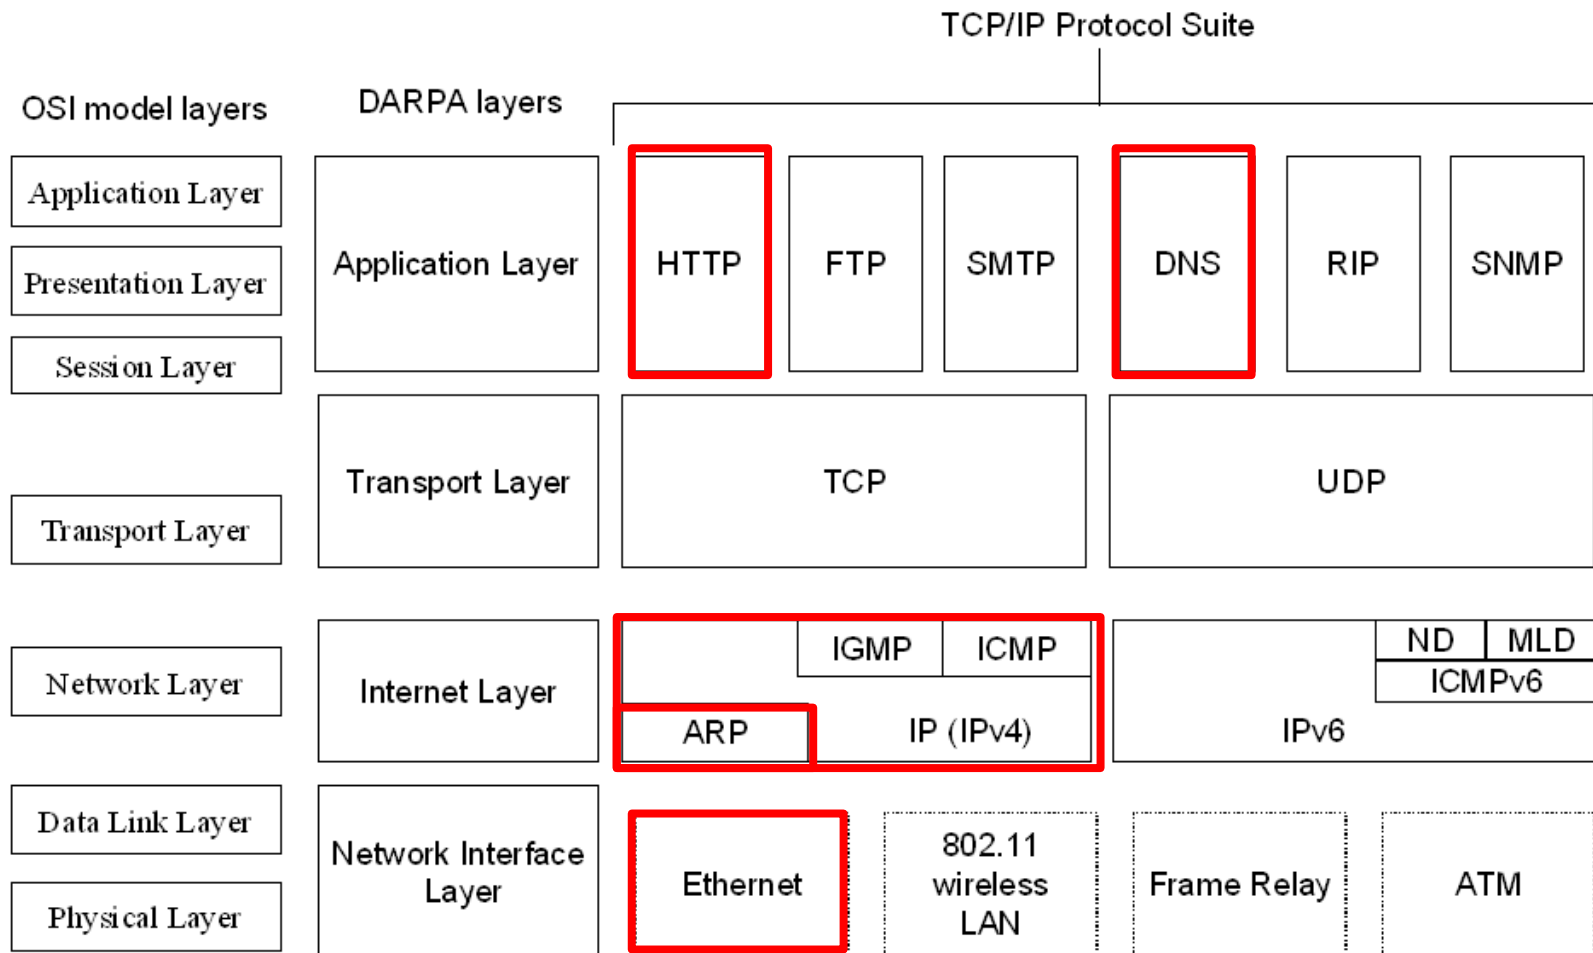 TCP/IP Protocol Suite
OSI model layers
DARPA layers
Application Layer
Presentation Layer
Session Layer
Application Layer
HTTP
FTP
SMTP
DNS
RIP
SNMP
Transport Layer
Transport Layer
TCP
UDP
Network Layer
Internet Layer
IGMP
ICMP
ARP
IP (IPv4)
IPv6
ND
MLD
ICMPv6
Data Link Layer
Physical Layer
Network Interface
Layer
Ethernet
802.11
wireless
LAN
Frame Relay
ATM